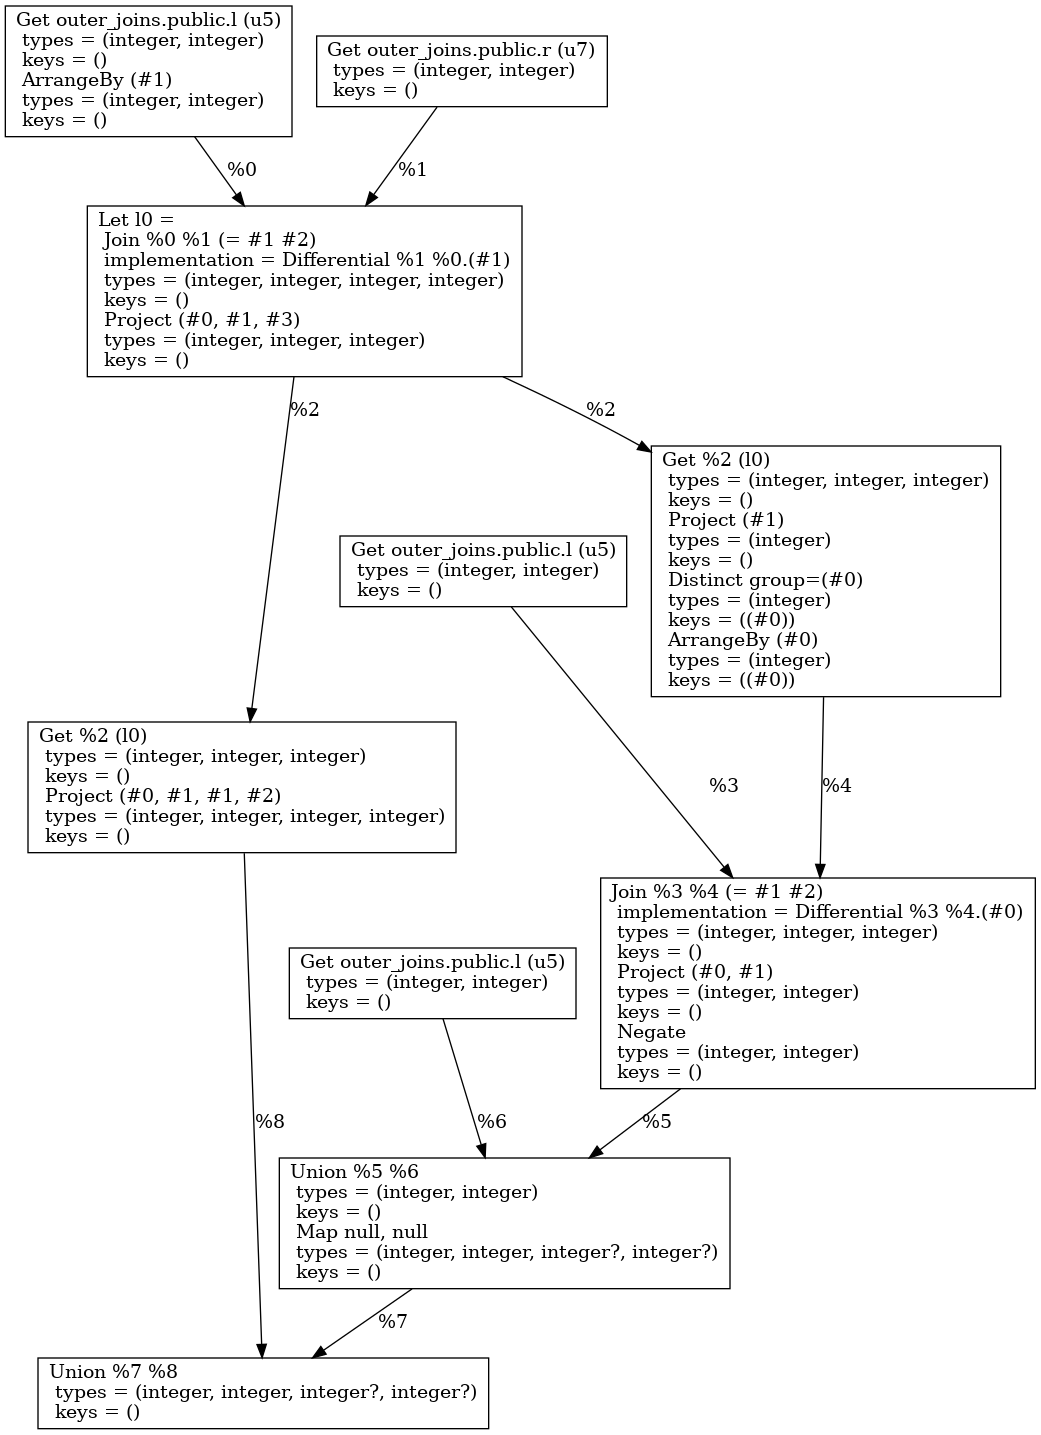 Get outer_joins.public.l (u5)
types = (integer, integer)
keys = ()
ArrangeBy (#1)
types = (integer, integer)
keys = ()
Get outer_joins.public.r (u7)
types = (integer, integer)
keys = ()
%0
%1
Let l0 =
Join %0 %1 (= #1 #2)
implementation = Differential %1 %0.(#1)
types = (integer, integer, integer, integer)
keys = ()
Project (#0, #1, #3)
types = (integer, integer, integer)
keys = ()
%2
%2
Get %2 (l0)
types = (integer, integer, integer)
keys = ()
Project (#1)
types = (integer)
keys = ()
Distinct group=(#0)
types = (integer)
keys = ((#0))
ArrangeBy (#0)
types = (integer)
keys = ((#0))
Get outer_joins.public.l (u5)
types = (integer, integer)
keys = ()
Get %2 (l0)
types = (integer, integer, integer)
keys = ()
Project (#0, #1, #1, #2)
types = (integer, integer, integer, integer)
keys = ()
%3
%4
Join %3 %4 (= #1 #2)
implementation = Differential %3 %4.(#0)
types = (integer, integer, integer)
keys = ()
Project (#0, #1)
types = (integer, integer)
keys = ()
Negate
types = (integer, integer)
keys = ()
Get outer_joins.public.l (u5)
types = (integer, integer)
keys = ()
%8
%6
%5
Union %5 %6
types = (integer, integer)
keys = ()
Map null, null
types = (integer, integer, integer?, integer?)
keys = ()
%7
Union %7 %8
types = (integer, integer, integer?, integer?)
keys = ()